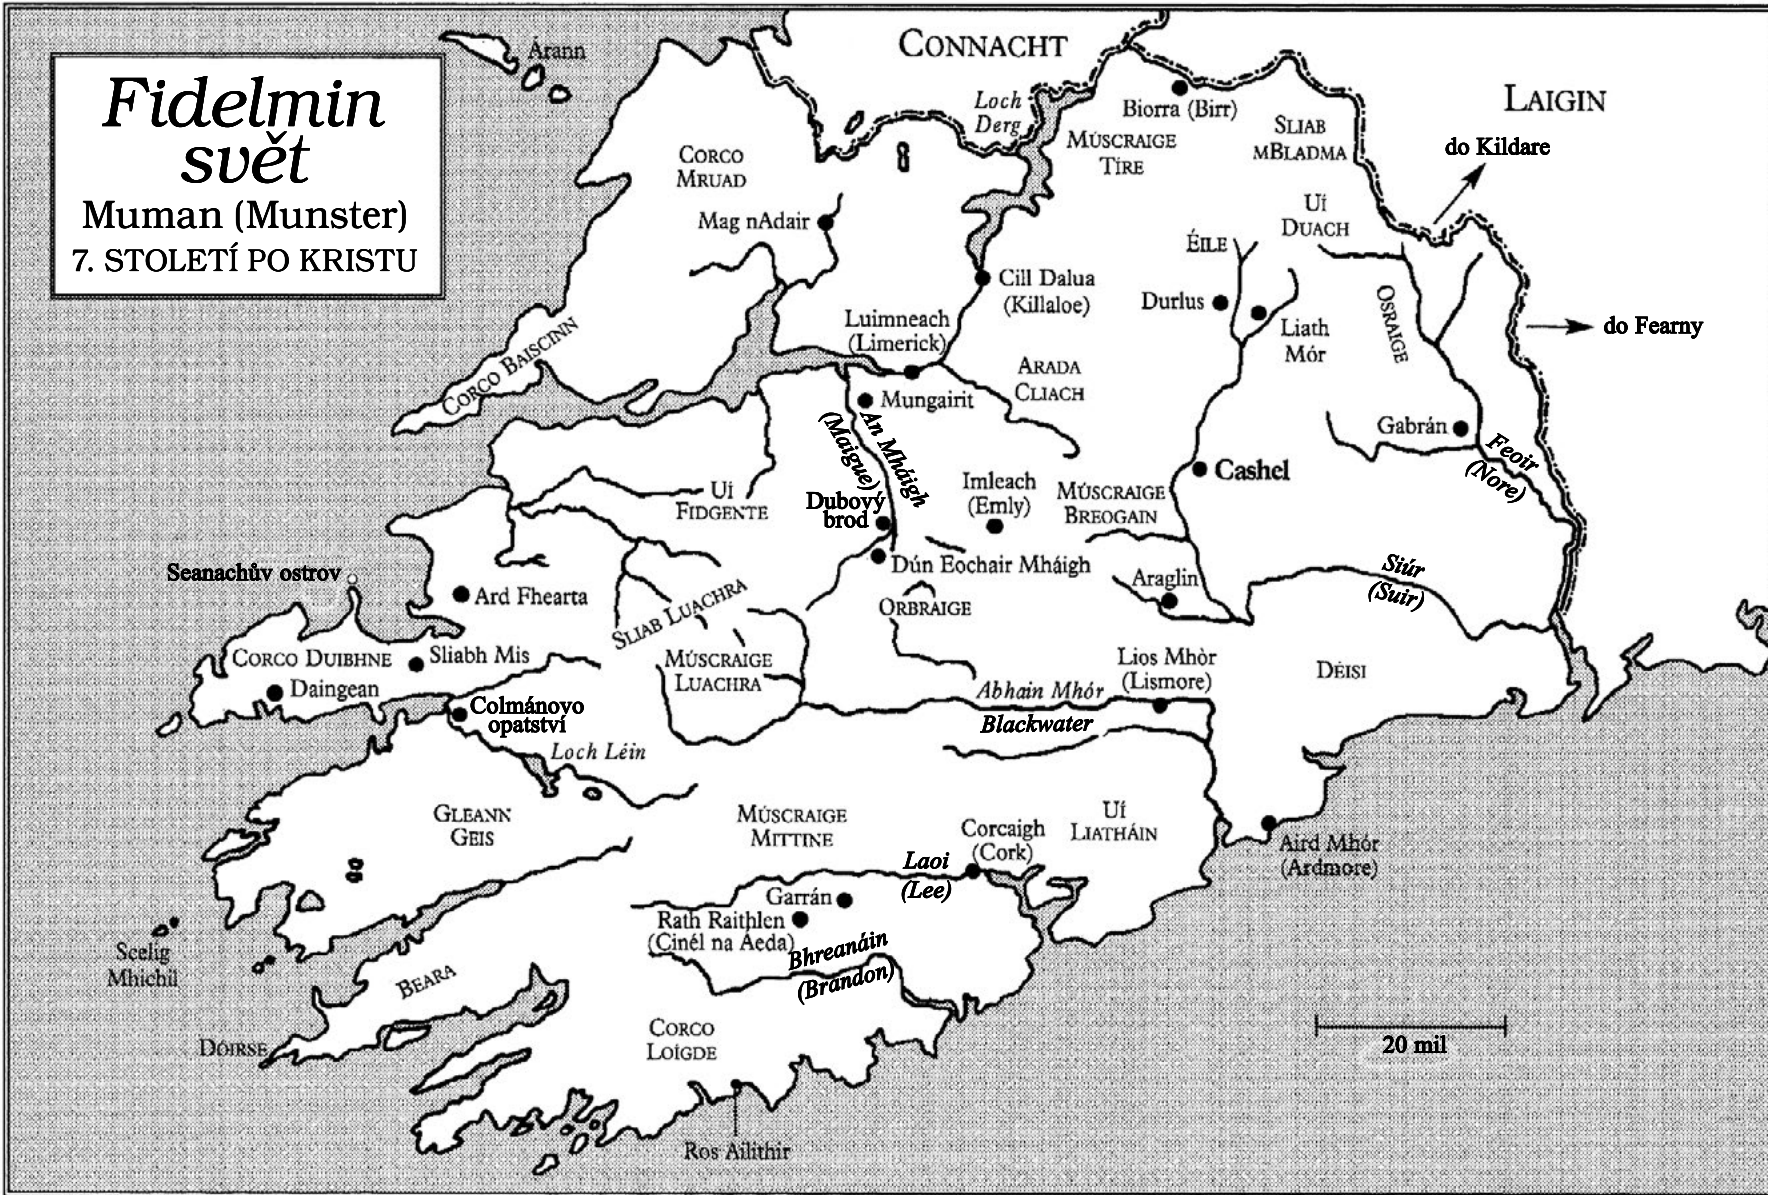 Fidelmin
svět
Muman (Munster)
7. STOLETÍ PO KRISTU
Árann
CONNACHT
LAIGIN
Loch
Derg
Biorra (Birr)
MÚSCRAIGE
TÍRE
SLIAB
MBLADMA
do Kildare
CORCO
MRUAD
Mag nAdair
UÍ
DUACH
ÉILE
Cill Dalua
(Killaloe)
Durlus
Liath
Mór
OSRAIGE
do Fearny
Luimneach
(Limerick)
CORCO BAISCINN
ARADA
CLIACH
Mungairit
An Mháigh
(Maigue)
Gabrán
Feoir
(Nore)
Cashel
Imleach
(Emly)
MÚSCRAIGE
BREOGAIN
UÍ
FIDGENTE
Dubový
brod
Dún Eochair Mháigh
Seanachův ostrov
Ard Fhearta
Araglin
Siúr
(Suir)
SLIAB LUACHRA
ORBRAIGE
CORCO DUIBHNE
Sliabh Mis
Daingean
MÚSCRAIGE
LUACHRA
Lios Mhòr
(Lismore)
DÉISI
Abhain Mhór
Blackwater
Colmánovo
opatství
Loch Léin
GLEANN
GEIS
MÚSCRAIGE
MITTINE
UÍ
LIATHÁIN
Corcaigh
(Cork)
Aird Mhór
(Ardmore)
Laoi
(Lee)
Garrán
Rath Raithlen
(Cinél na Áeda)
Bhreanáin
(Brandon)
Scelig
Mhichil
BEARA
DOIRSE
CORCO
LOÍGDE
20 mil
Ros Ailithir